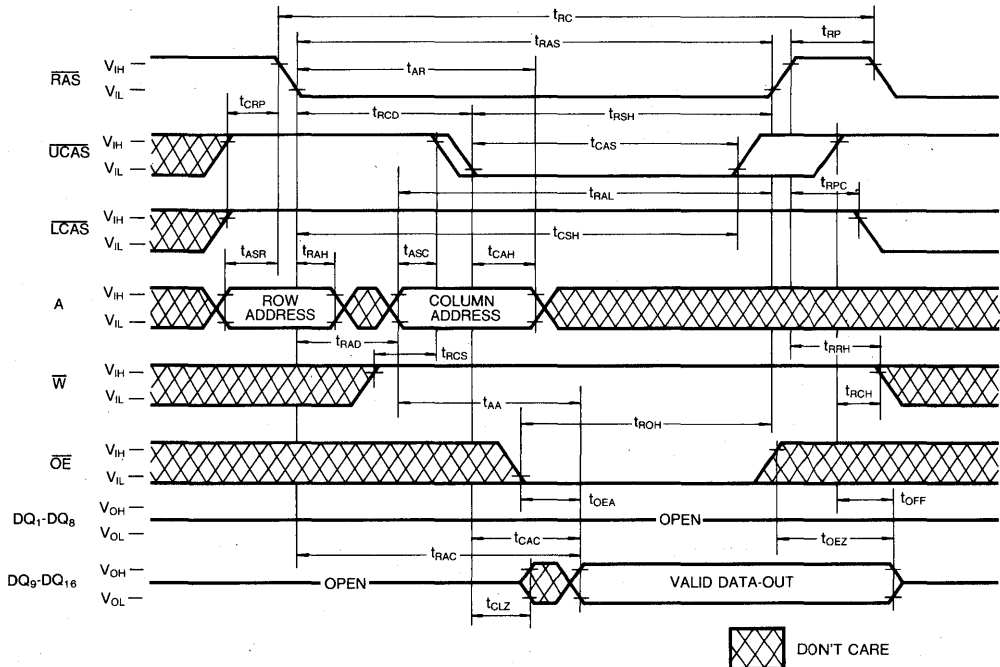 tRC
tRAS
tRP
tAR
RAS
VIH
VIL
tCRP
tRCD
tRSH
UCAS
VIH
VIL
tCAS
tRAL
tRPC
LCAS
VIH
VIL
tCSH
tASR
tRAH
tASC
tCAH
A
VIH
VIL
ROW ADDRESS
COLUMN ADDRESS
tRAD
tRCS
tRRH
W
VIH
VIL
tAA
tRCH
tROH
OE
VIH
VIL
tOEA
tOFF
DQ1-DQ8
VOH
VOL
OPEN
tCAC
tOEZ
tRAC
DQ9-DQ16
VOH
VOL
OPEN
VALID DATA-OUT
tCLZ
DON'T CARE